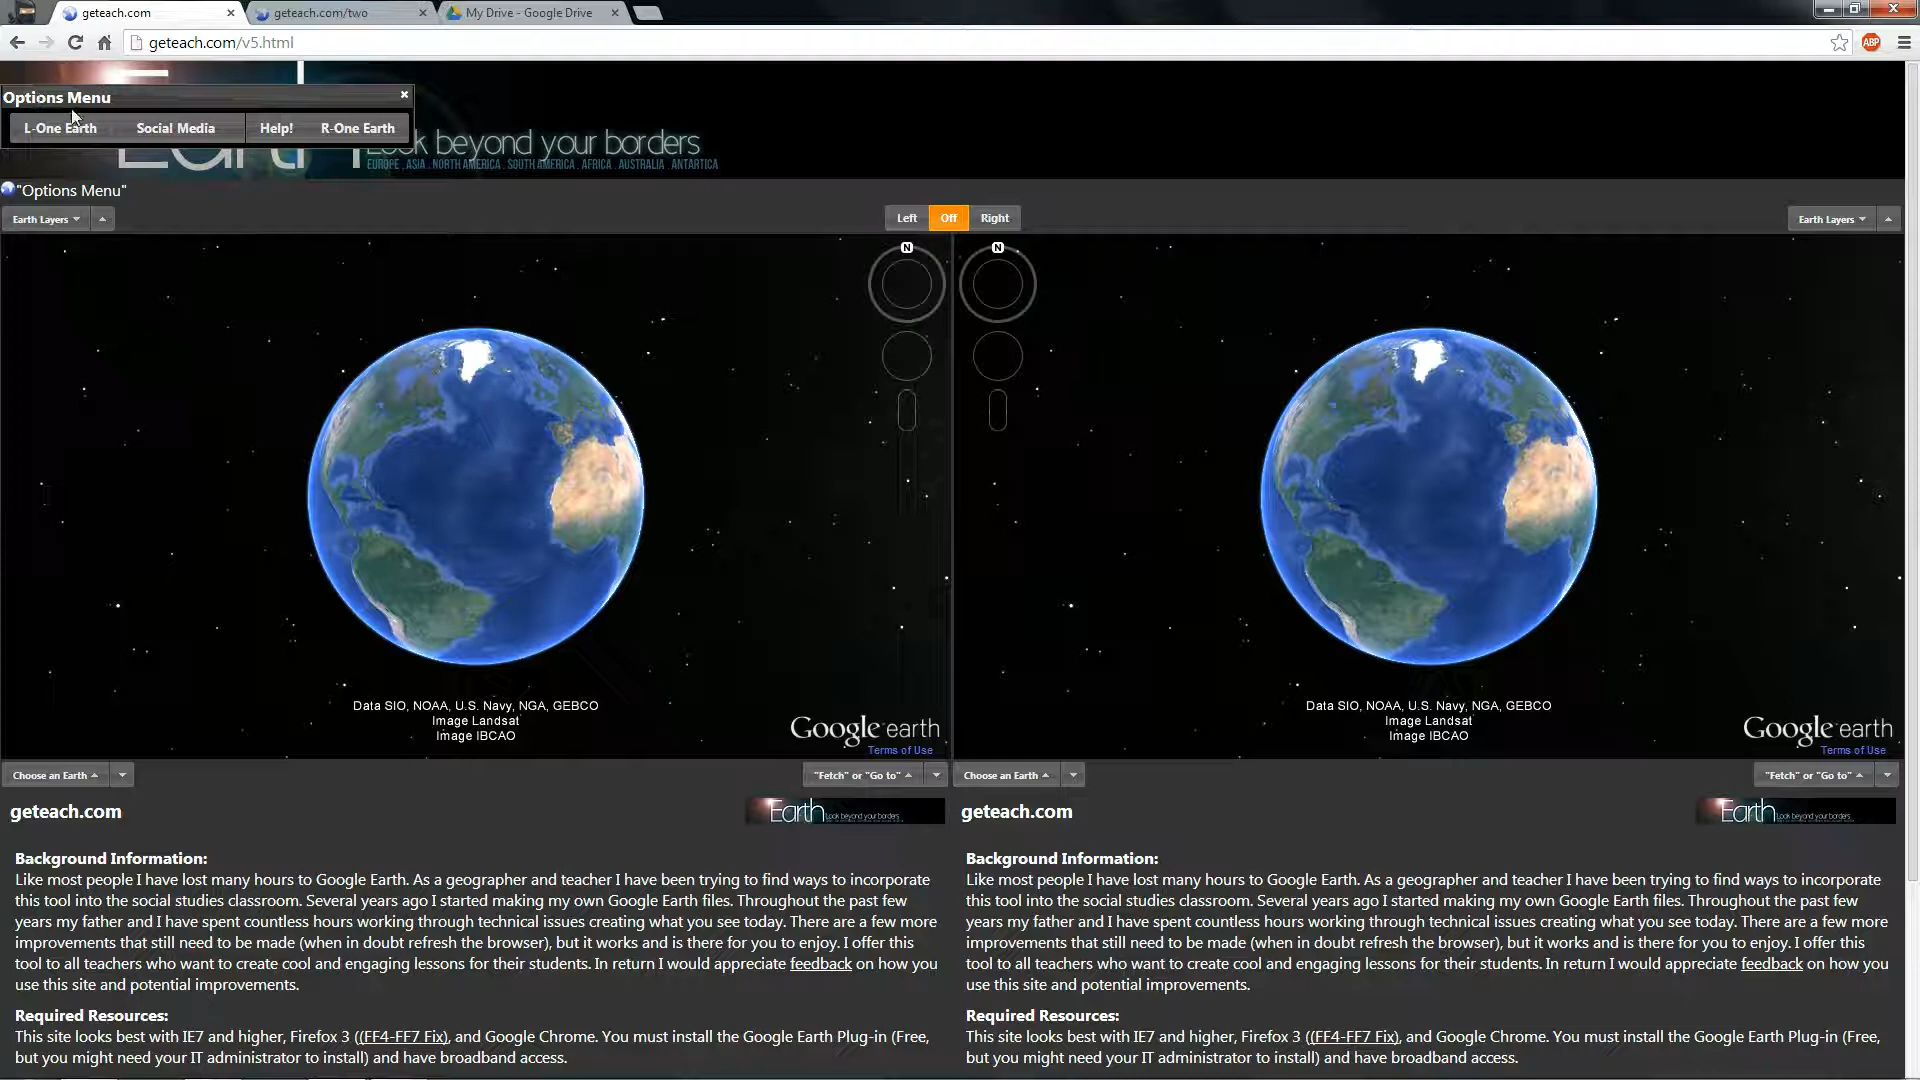 geteach.com
geteach.com/two
My Drive - Google Drive
geteach.com/v5.html
ABP
Options Menu
L-One Earth
Social Media
Help!
R-One Earth
Earth
Look beyond your borders
EUROPE . ASIA . NORTH AMERICA . SOUTH AMERICA . AFRICA . AUSTRALIA . ANTARTICA
"Options Menu"
Earth Layers
Left
Off
Right
Earth Layers
N
N
Data SIO, NOAA, U.S. Navy, NGA, GEBCO
Image Landsat
Image IBCAO
Google earth
Terms of Use
Data SIO, NOAA, U.S. Navy, NGA, GEBCO
Image Landsat
Image IBCAO
Google earth
Terms of Use
Choose an Earth
"Fetch" or "Go to"
Choose an Earth
"Fetch" or "Go to"
geteach.com
Earth Look beyond your borders
Background Information:
Like most people I have lost many hours to Google Earth. As a geographer and teacher I have been trying to find ways to incorporate
this tool into the social studies classroom. Several years ago I started making my own Google Earth files. Throughout the past few
years my father and I have spent countless hours working through technical issues creating what you see today. There are a few more
improvements that still need to be made (when in doubt refresh the browser), but it works and is there for you to enjoy. I offer this
tool to all teachers who want to create cool and engaging lessons for their students. In return I would appreciate feedback on how you
use this site and potential improvements.
Required Resources:
This site looks best with IE7 and higher, Firefox 3 ((FF4-FF7 Fix), and Google Chrome. You must install the Google Earth Plug-in (Free,
but you might need your IT administrator to install) and have broadband access.
geteach.com
Earth Look beyond your borders
Background Information:
Like most people I have lost many hours to Google Earth. As a geographer and teacher I have been trying to find ways to incorporate
this tool into the social studies classroom. Several years ago I started making my own Google Earth files. Throughout the past few
years my father and I have spent countless hours working through technical issues creating what you see today. There are a few more
improvements that still need to be made (when in doubt refresh the browser), but it works and is there for you to enjoy. I offer this
tool to all teachers who want to create cool and engaging lessons for their students. In return I would appreciate feedback on how you
use this site and potential improvements.
Required Resources:
This site looks best with IE7 and higher, Firefox 3 ((FF4-FF7 Fix), and Google Chrome. You must install the Google Earth Plug-in (Free,
but you might need your IT administrator to install) and have broadband access.